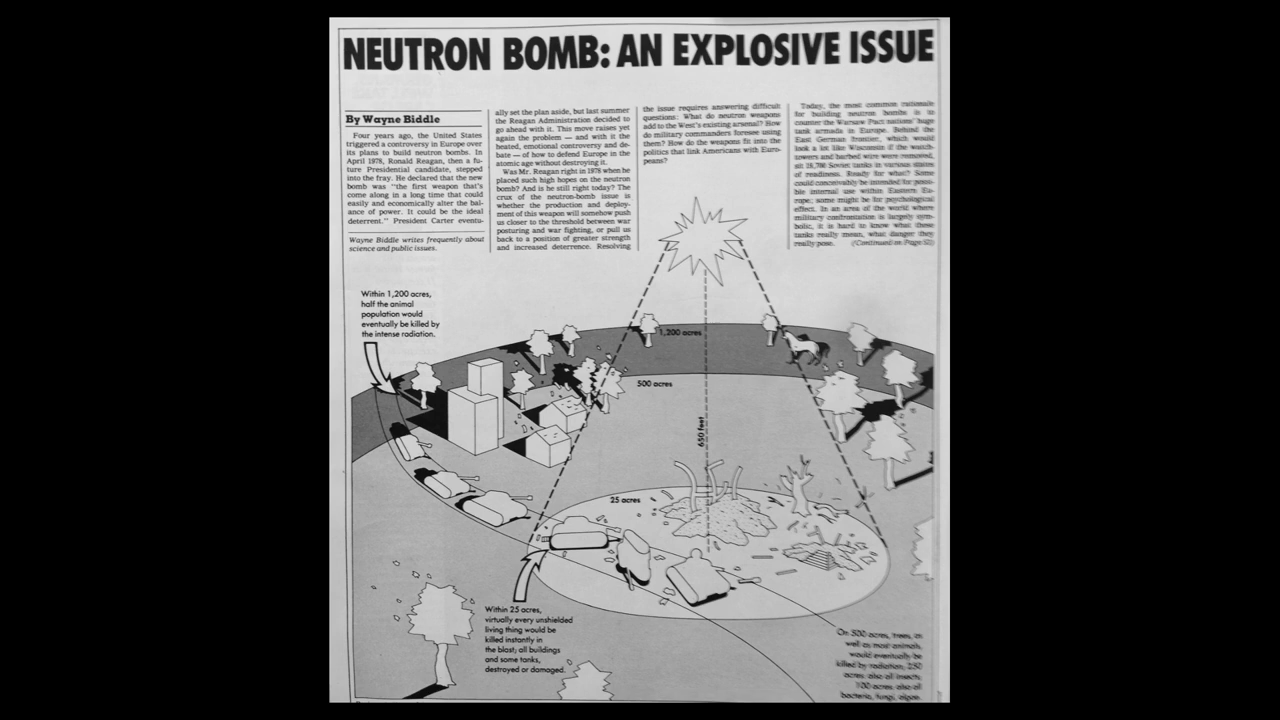 NEUTRON BOMB: AN EXPLOSIVE ISSUE
By Wayne Biddle
Four years ago, the United States
triggered a controversy in Europe over
its plans to build neutron bombs. In
April 1978, Ronald Reagan, then a fu-
ture Presidential candidate, stepped
into the fray. He declared that the new
bomb was "the first weapon that's
come along in a long time that could
easily and economically alter the bal-
ance of power. It could be the ideal
deterrent." President Carter eventu-
Wayne Biddle writes frequently about
science and public issues.
ally set the plan aside, but last summer
the Reagan Administration decided to
go ahead with it. This move raises yet
again the problem — and with it the
heated, emotional controversy and de-
bate — of how to defend Europe in the
atomic age without destroying it.
Was Mr. Reagan right in 1978 when he
placed such high hopes on the neutron
bomb? And is he still right today? The
crux of the neutron-bomb issue is
whether the production and deploy-
ment of this weapon will somehow push
us closer to the threshold between war
posturing and war fighting, or pull us
back to a position of greater strength
and increased deterrence. Resolving
the issue requires answering difficult
questions: What do neutron weapons
add to the West's existing arsenal? How
do military commanders foresee using
them? How do the weapons fit into the
politics that link Americans with Euro-
peans?
Today, the most common rationale
for building neutron bombs is to
counter the Warsaw Pact nations' huge
tank armada in Europe. Behind the
East German frontier, which would
look a lot like Wisconsin if the watch-
towers and barbed wire were removed,
sit Soviet tanks in various states
of readiness. Ready for what? Some
could conceivably be intended for possi-
ble internal use within Eastern Eu-
rope; some might be for psychological
effect. In an area of the world where
military confrontation is largely sym-
bolic, it is hard to know what these
tanks really mean, what danger they
really pose. (Continued on Page
Within 1,200 acres,
half the animal
population would
eventually be killed by
the intense radiation.
1,200 acres
500 acres
650 feet
25 acres
Within 25 acres,
virtually every unshielded
living thing would be
killed instantly in
the blast; all buildings
and some tanks,
destroyed or damaged.
On 500 acres, trees, as
well as most animals,
would eventually be
killed by radiation, 250
acres also all insects
100 acres also all
bacteria, fungi, algae.